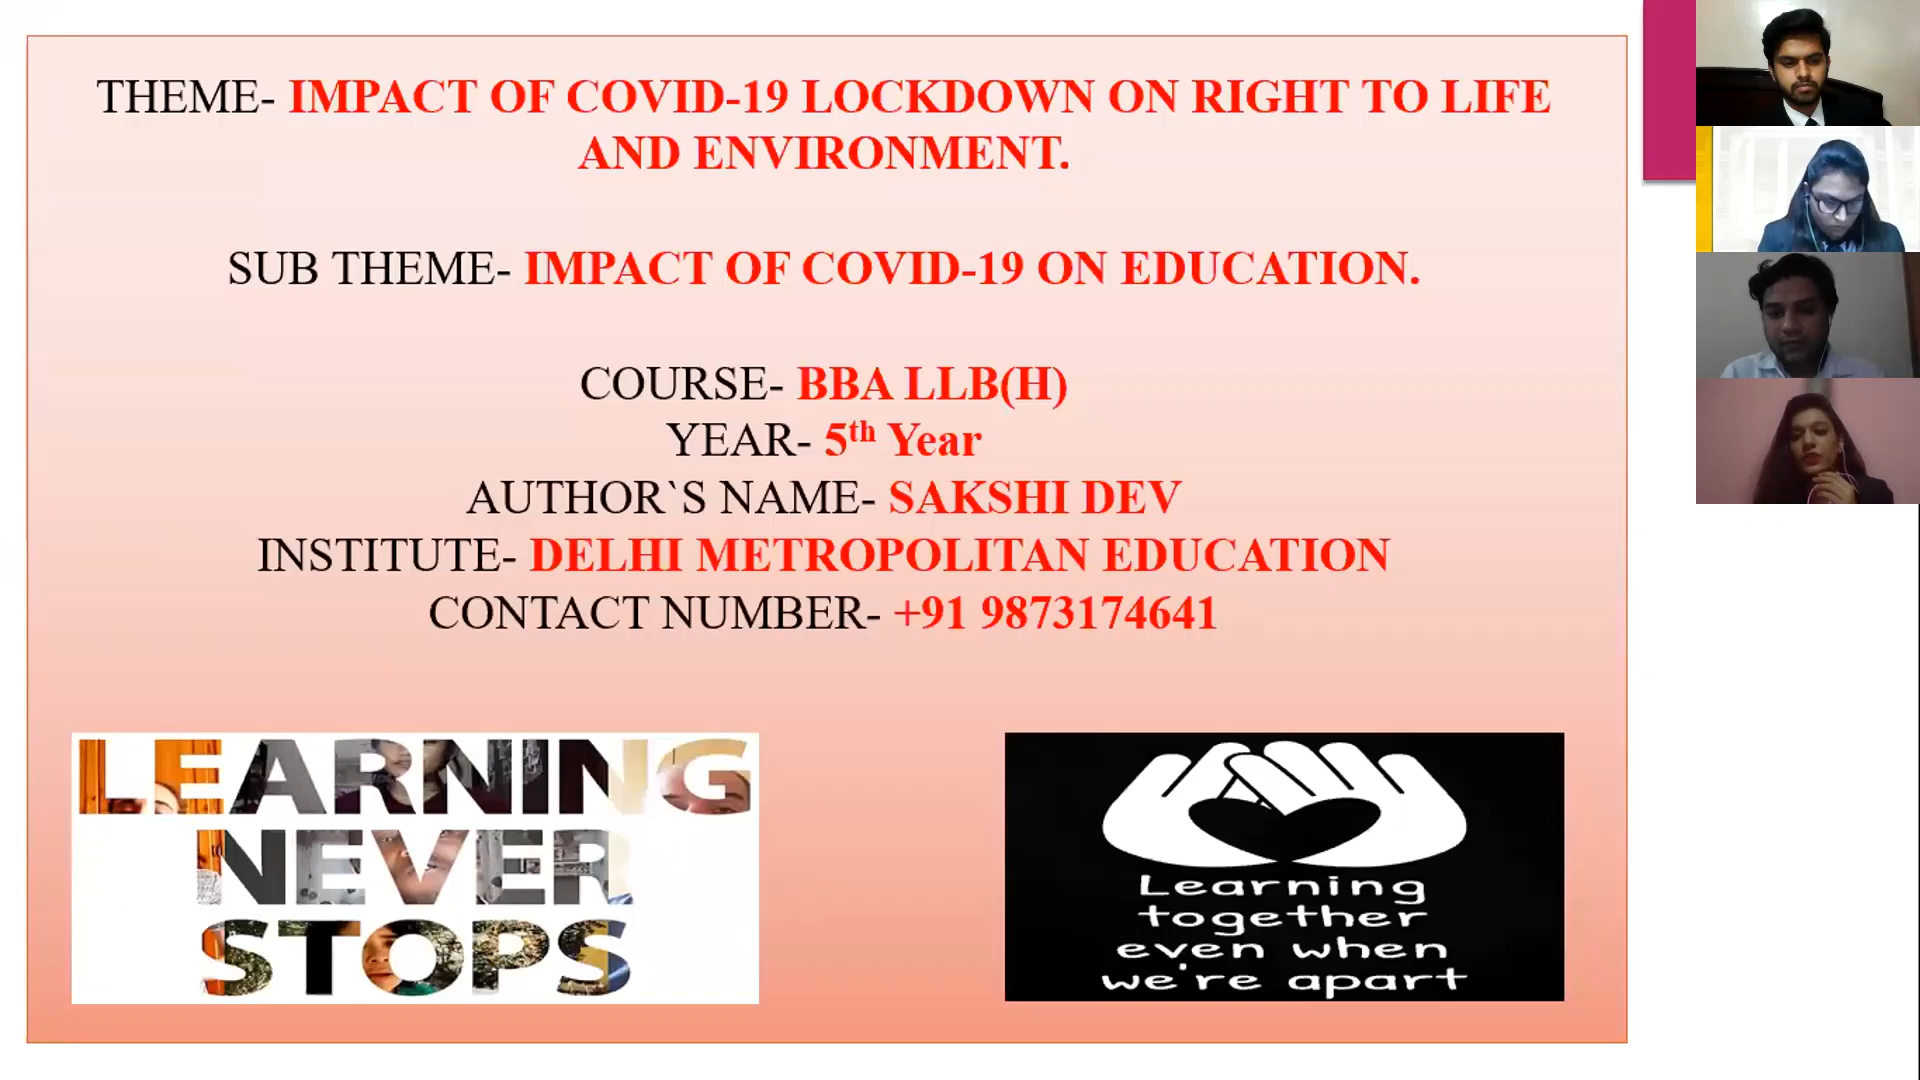 THEME- IMPACT OF COVID-19 LOCKDOWN ON RIGHT TO LIFE
AND ENVIRONMENT.
SUB THEME- IMPACT OF COVID-19 ON EDUCATION.
COURSE- BBA LLB(H)
YEAR- 5th Year
AUTHOR`S NAME- SAKSHI DEV
INSTITUTE- DELHI METROPOLITAN EDUCATION
CONTACT NUMBER- +91 9873174641
LEARNING
NEVER
STOPS
Learning
together
even when
we're apart